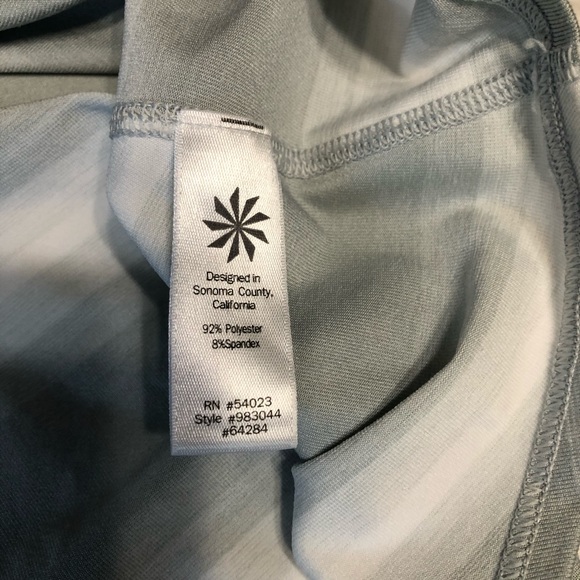 Designed in
Sonoma County,
California
92% Polyester
8%Spandex
RN #54023
Style #983044
#64284